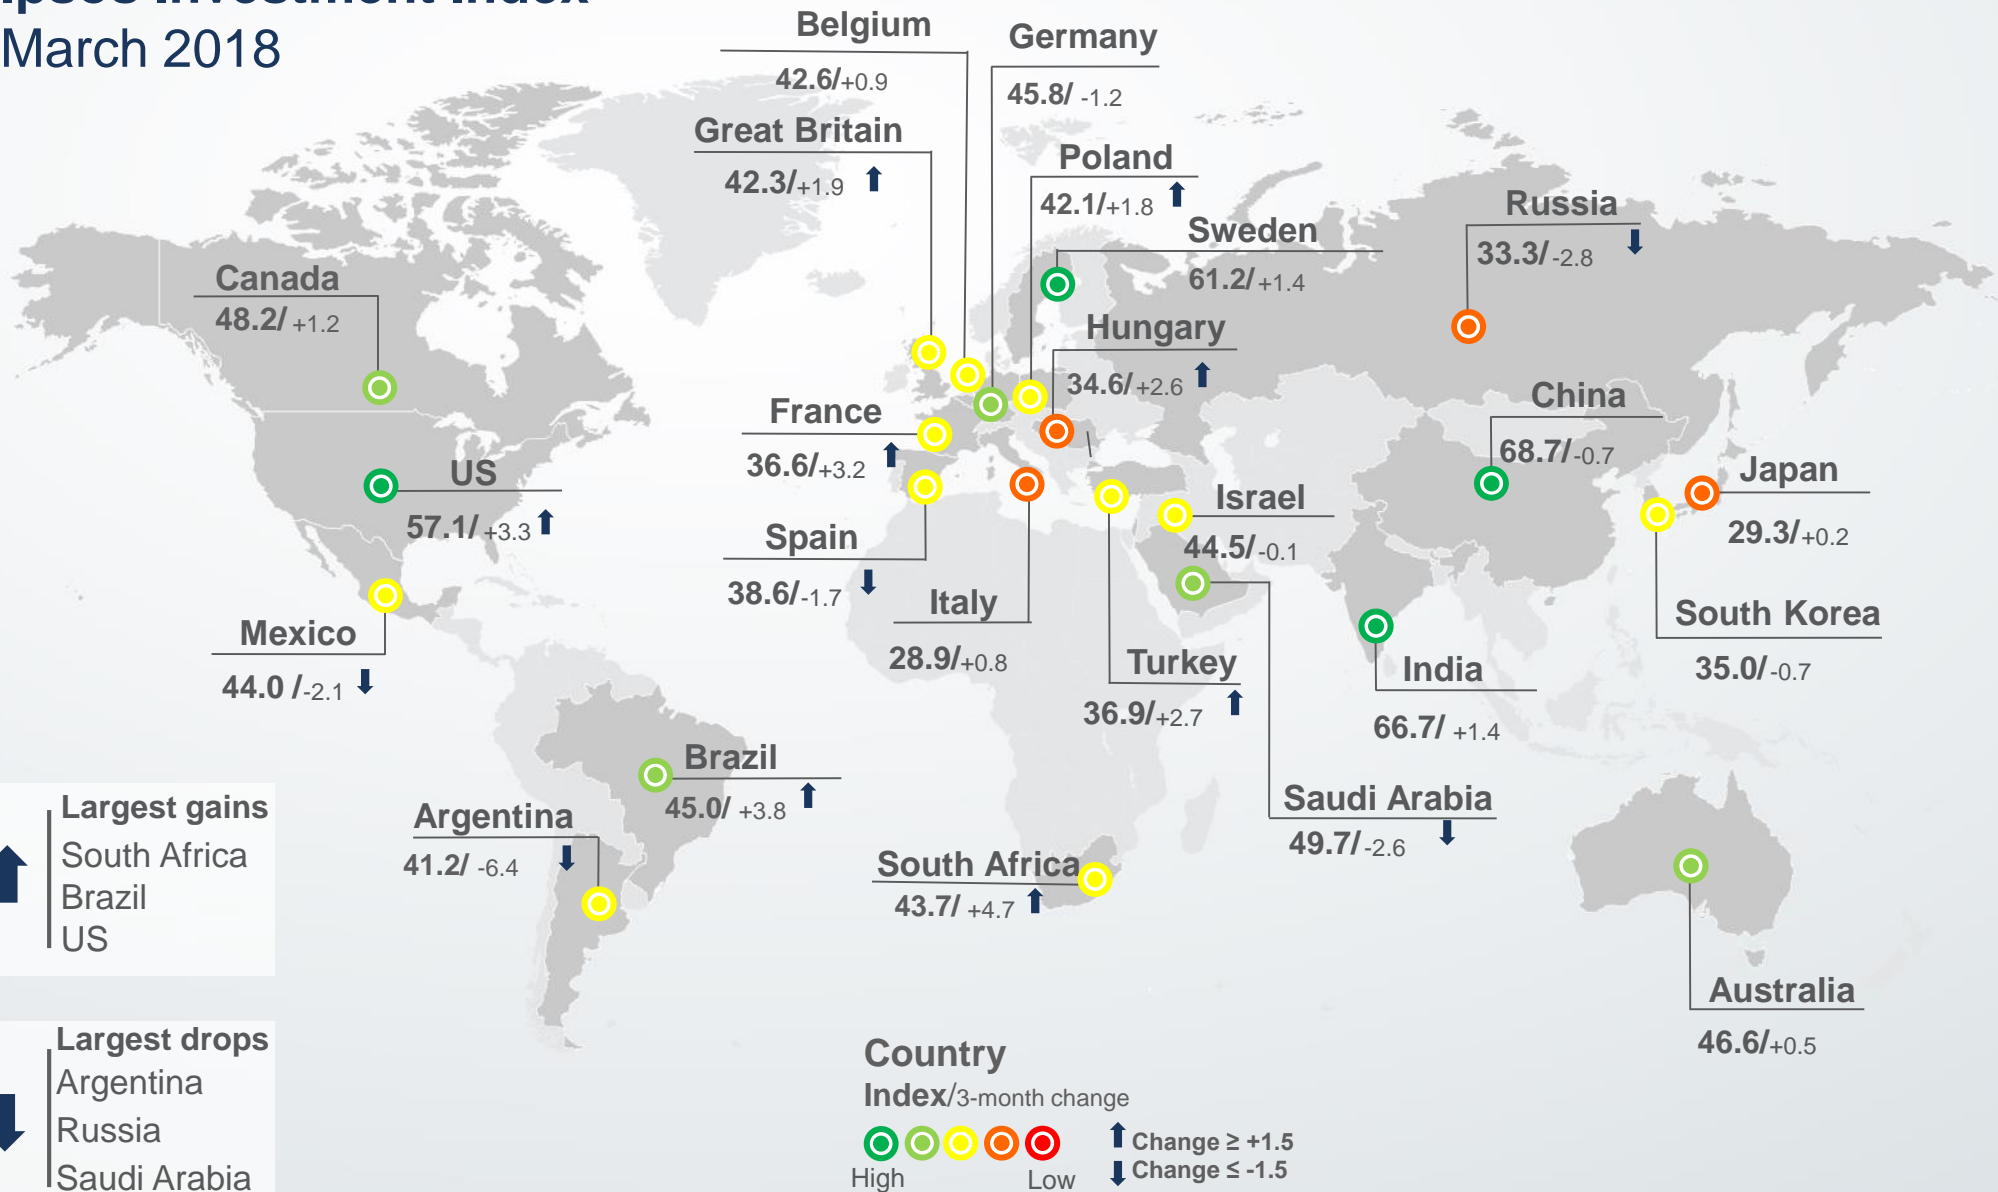 Ipsos Investment Index
March 2018
Belgium
42.6/+0.9
Germany
45.8/ -1.2
Great Britain
42.3/+1.9
Poland
42.1/+1.8
Sweden
61.2/+1.4
Russia
33.3/-2.8
Canada
48.2/ +1.2
Hungary
34.6/+2.6
China
68.7/-0.7
France
36.6/+3.2
US
57.1/+3.3
Japan
29.3/+0.2
Israel
44.5/-0.1
Spain
38.6/-1.7
Italy
28.9/+0.8
South Korea
35.0/-0.7
Mexico
44.0 /-2.1
Turkey
36.9/+2.7
India
66.7/ +1.4
Brazil
45.0/ +3.8
Argentina
41.2/ -6.4
Saudi Arabia
49.7/-2.6
South Africa
43.7/ +4.7
Australia
46.6/+0.5
Largest gains
South Africa
Brazil
US
Largest drops
Argentina
Russia
Saudi Arabia
Country
Index/3-month change
High
Low
Change ≥ +1.5
Change ≤ -1.5